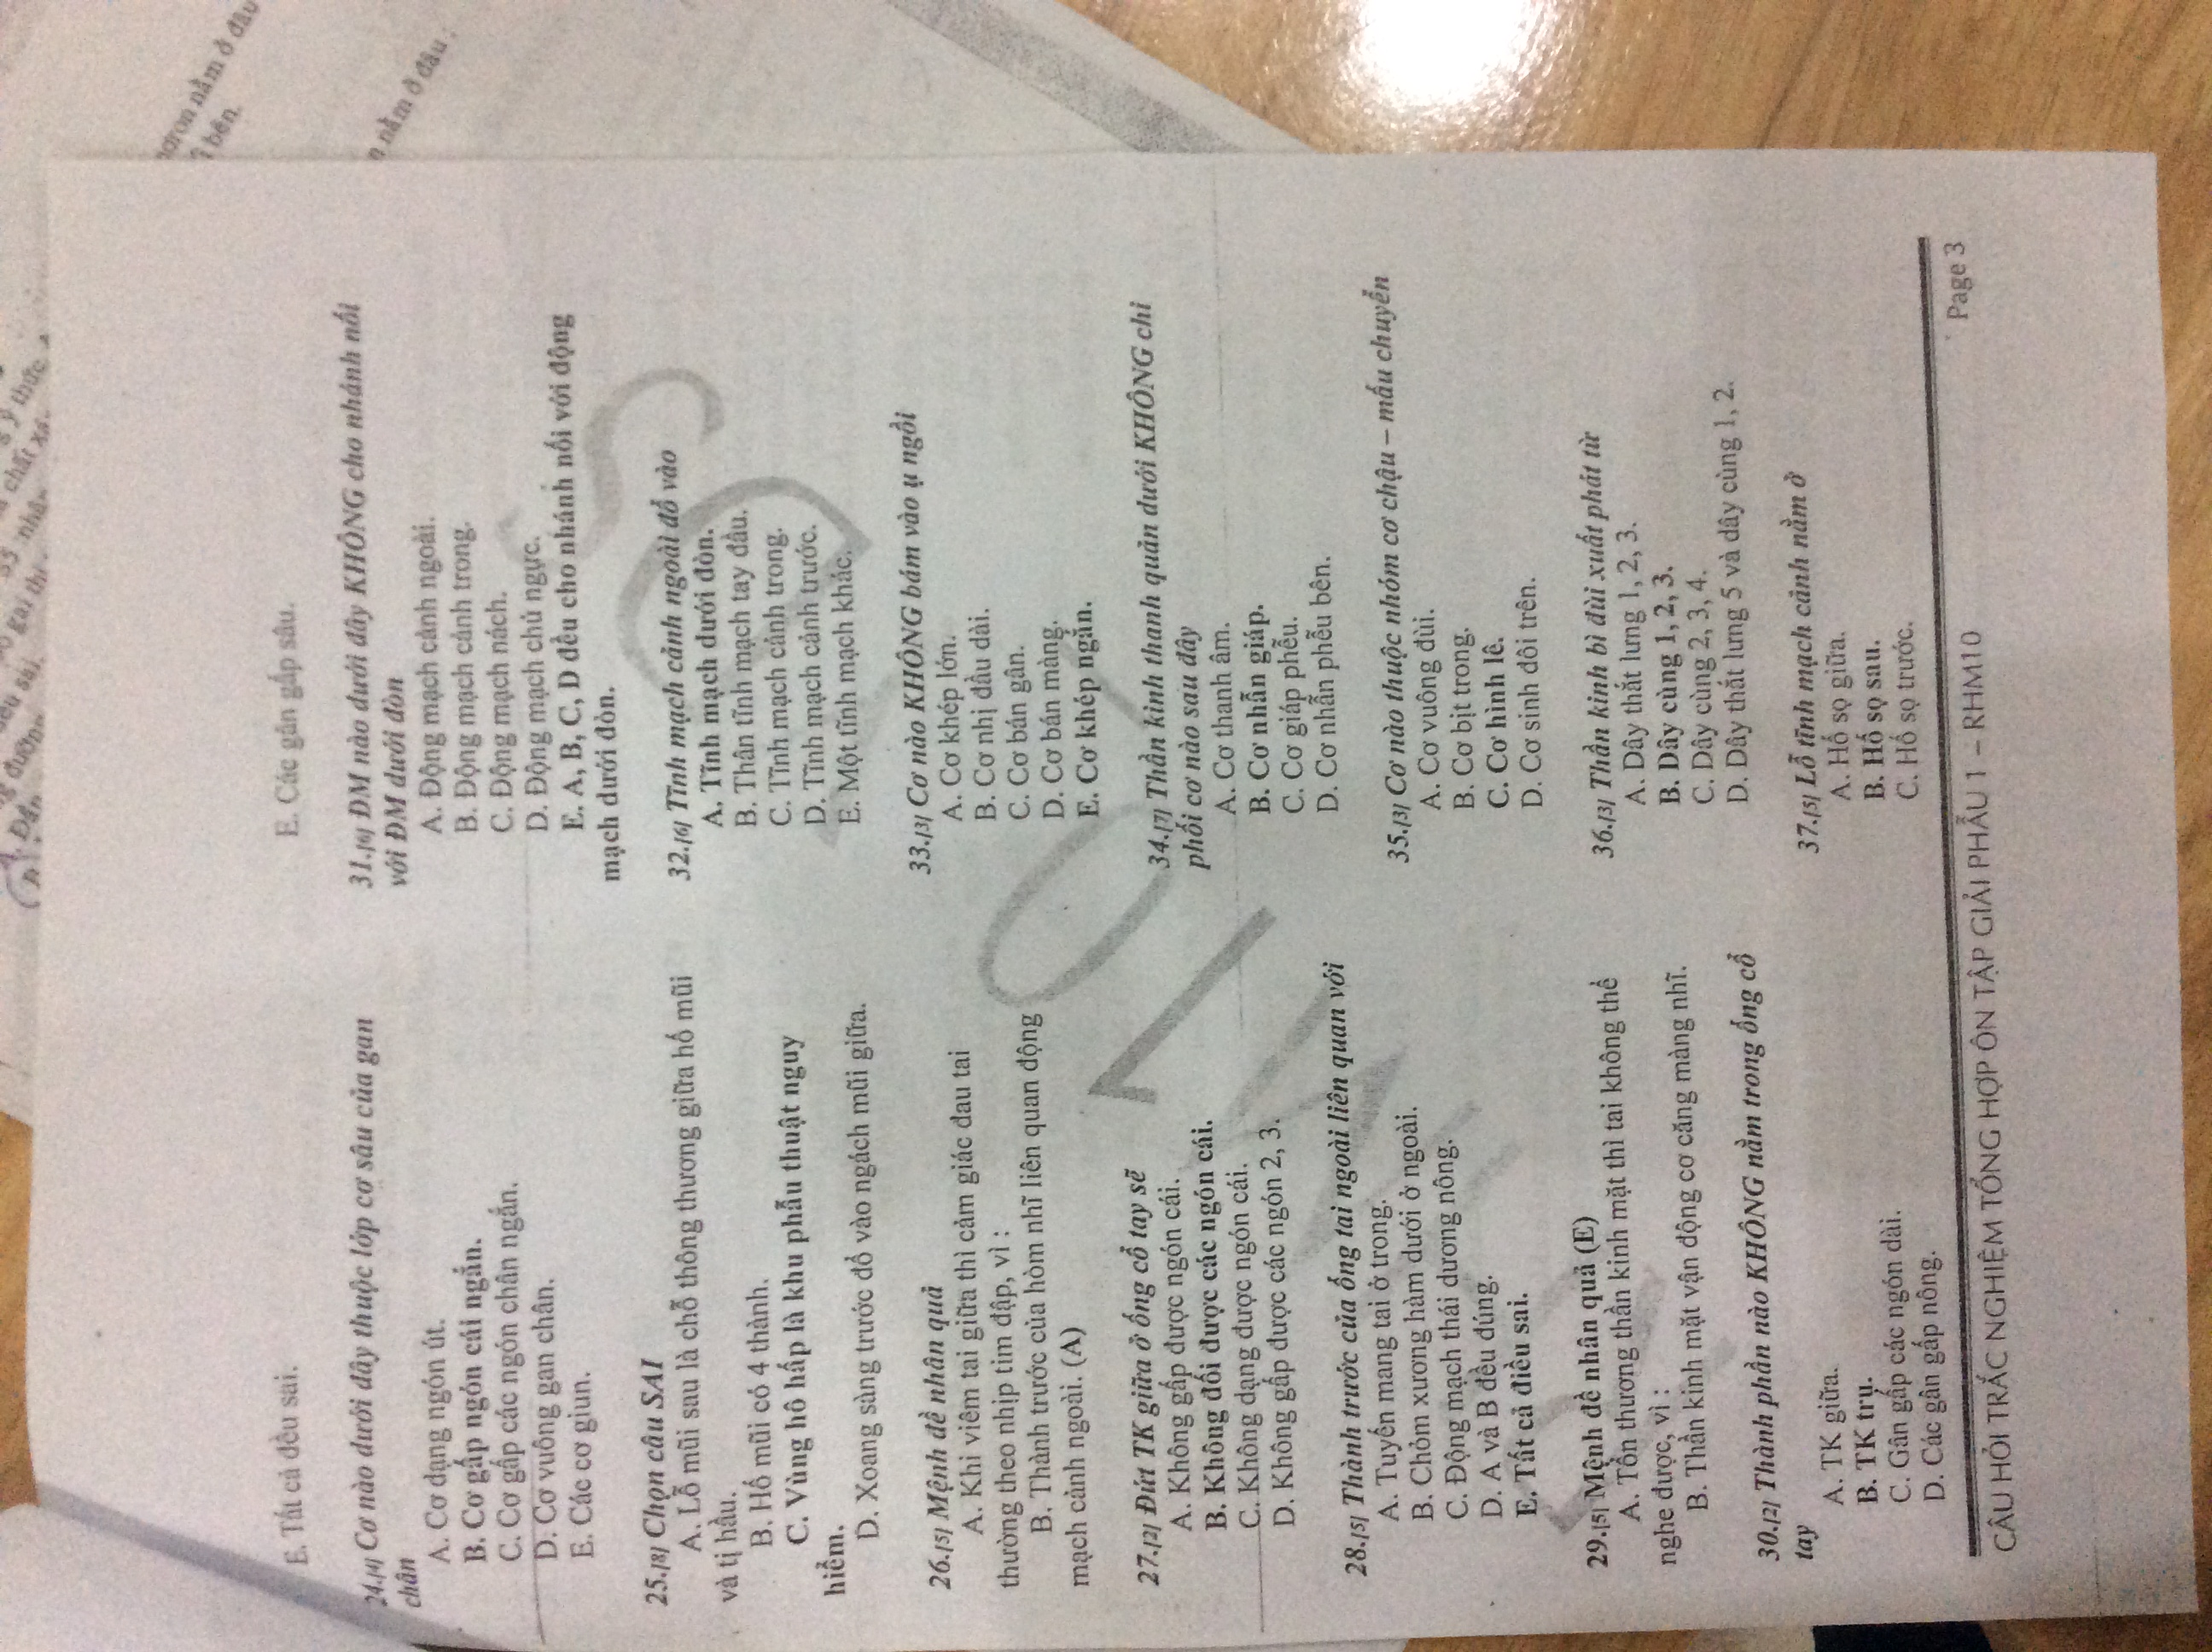 E. Tất cả đều sai.
24.[4] Cơ nào dưới đây thuộc lớp cơ sâu của gan
chân
A. Cơ dạng ngón út.
B. Cơ gấp ngón cái ngắn.
C. Cơ gấp các ngón chân ngắn.
D. Cơ vuông gan chân.
E. Các cơ giun.
25.[8] Chọn câu SAI
A. Lỗ mũi sau là chỗ thông thương giữa hố mũi
và tị hầu.
B. Hố mũi có 4 thành.
C. Vùng hô hấp là khu phẫu thuật nguy
hiểm.
D. Xoang sàng trước đổ vào ngách mũi giữa.
26.[5] Mệnh đề nhân quả
A. Khi viêm tai giữa thì cảm giác đau tai
thường theo nhịp tim đập, vì :
B. Thành trước của hòm nhĩ liên quan động
mạch cảnh ngoài. (A)
27.[2] Đứt TK giữa ở ống cổ tay sẽ
A. Không gấp được ngón cái.
B. Không đối được các ngón cái.
C. Không dạng được ngón cái.
D. Không gấp được các ngón 2, 3.
28.[5] Thành trước của ống tai ngoài liên quan với
A. Tuyến mang tai ở trong.
B. Chỏm xương hàm dưới ở ngoài.
C. Động mạch thái dương nông.
D. A và B đều đúng.
E. Tất cả điều sai.
29.[5] Mệnh đề nhân quả (E)
A. Tổn thương thần kinh mặt thì tai không thể
nghe được, vì :
B. Thần kinh mặt vận động cơ căng màng nhĩ.
30.[2] Thành phần nào KHÔNG nằm trong ống cổ
tay
A. TK giữa.
B. TK trụ.
C. Gân gấp các ngón dài.
D. Các gân gấp nông.
E. Các gân gấp sâu.
31.[6] ĐM nào dưới đây KHÔNG cho nhánh nối
với ĐM dưới đòn
A. Động mạch cảnh ngoài.
B. Động mạch cảnh trong.
C. Động mạch nách.
D. Động mạch chủ ngực.
E. A, B, C, D đều cho nhánh nối với động
mạch dưới đòn.
32.[6] Tĩnh mạch cảnh ngoài đổ vào
A. Tĩnh mạch dưới đòn.
B. Thân tĩnh mạch tay đầu.
C. Tĩnh mạch cảnh trong.
D. Tĩnh mạch cảnh trước.
E. Một tĩnh mạch khác.
33.[3] Cơ nào KHÔNG bám vào ụ ngồi
A. Cơ khép lớn.
B. Cơ nhị đầu dài.
C. Cơ bán gân.
D. Cơ bán màng.
E. Cơ khép ngắn.
34.[7] Thần kinh thanh quản dưới KHÔNG chi
phối cơ nào sau đây
A. Cơ thanh âm.
B. Cơ nhẫn giáp.
C. Cơ giáp phễu.
D. Cơ nhẫn phễu bên.
35.[3] Cơ nào thuộc nhóm cơ chậu – mấu chuyển
A. Cơ vuông đùi.
B. Cơ bịt trong.
C. Cơ hình lê.
D. Cơ sinh đôi trên.
36.[3] Thần kinh bì đùi xuất phát từ
A. Dây thắt lưng 1, 2, 3.
B. Dây cùng 1, 2, 3.
C. Dây cùng 2, 3, 4.
D. Dây thắt lưng 5 và dây cùng 1, 2.
37.[5] Lỗ tĩnh mạch cảnh nằm ở
A. Hố sọ giữa.
B. Hố sọ sau.
C. Hố sọ trước.
CÂU HỎI TRẮC NGHIỆM TỔNG HỢP ÔN TẬP GIẢI PHẪU 1 – RHM10
Page 3
nằm ở đâu
bên.
nằm ở đâu :
ý thức